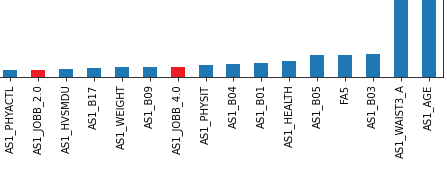 AS1_PHYACTL
AS1_JOBB_2.0
AS1_HVSMDU
AS1_B17
AS1_WEIGHT
AS1_B09
AS1_JOBB_4.0
AS1_PHYSIT
AS1_B04
AS1_B01
AS1_HEALTH
AS1_B05
FA5
AS1_B03
AS1_WAIST3_A
AS1_AGE